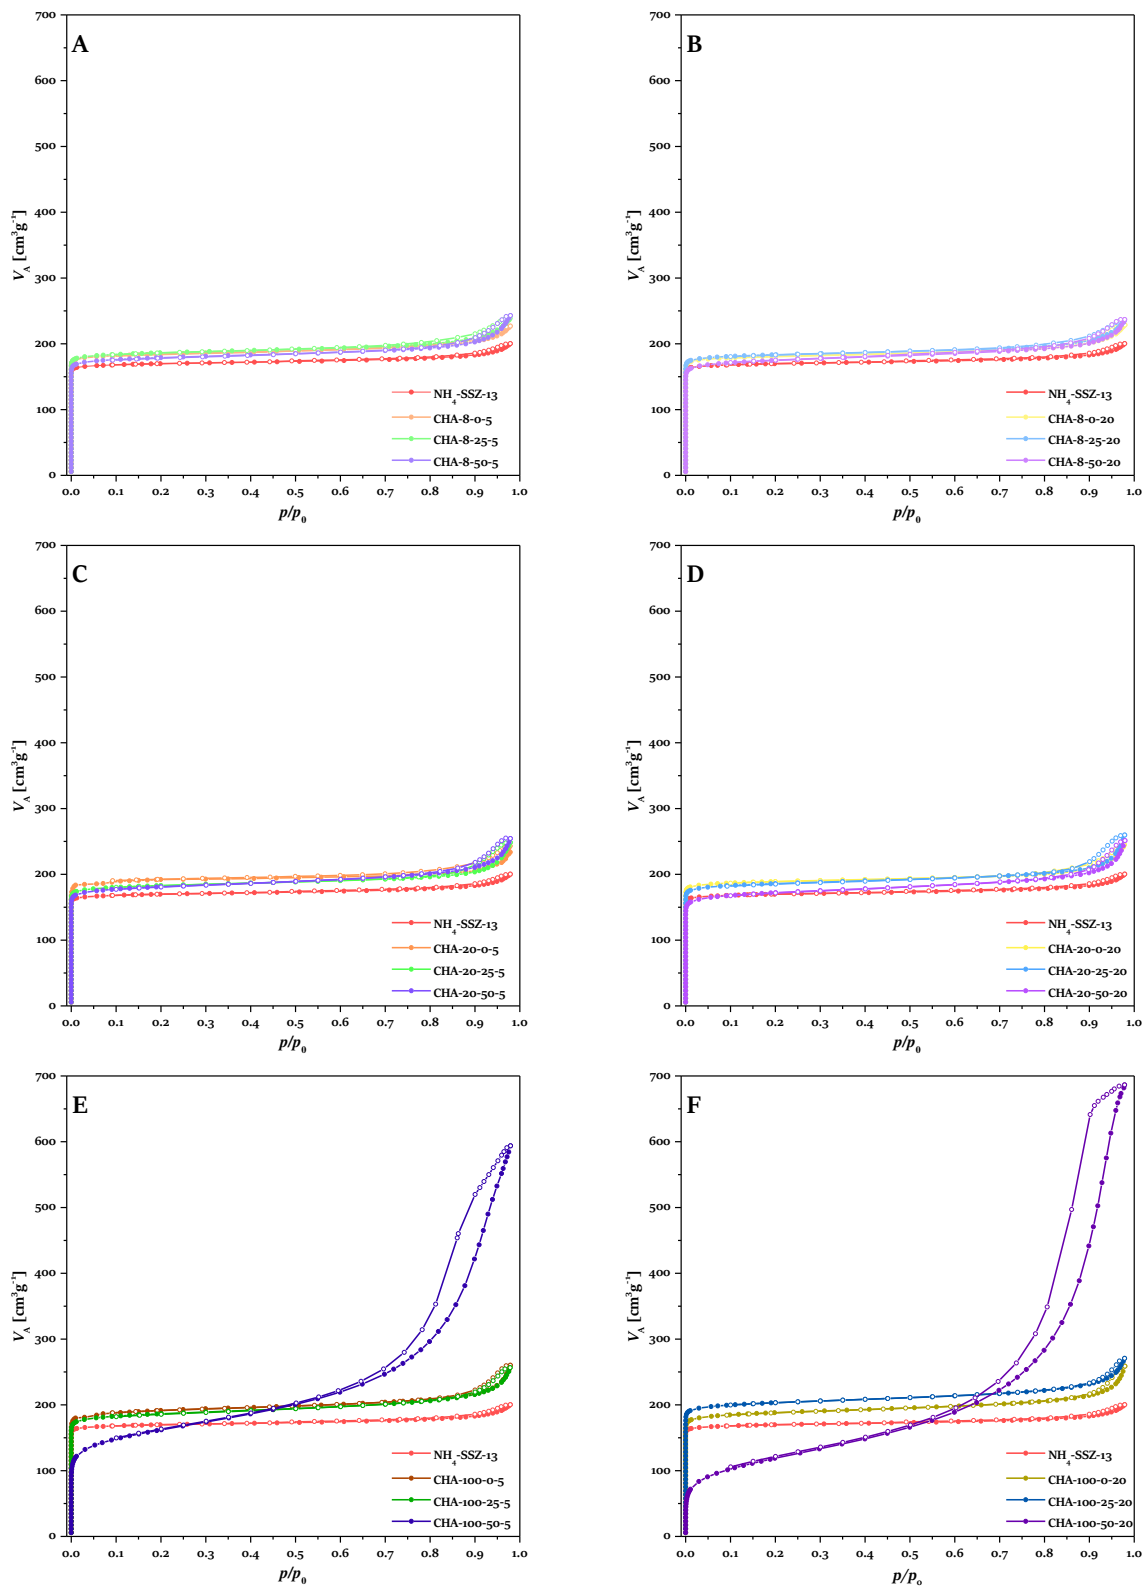 A
700
600
500
400
300
200
100
0
V_A [cm³g⁻¹]
NH₄-SSZ-13
CHA-8-0-5
CHA-8-25-5
CHA-8-50-5
0.0 0.1 0.2 0.3 0.4 0.5 0.6 0.7 0.8 0.9 1.0
p/p₀
B
700
600
500
400
300
200
100
0
V_A [cm³g⁻¹]
NH₄-SSZ-13
CHA-8-0-20
CHA-8-25-20
CHA-8-50-20
0.0 0.1 0.2 0.3 0.4 0.5 0.6 0.7 0.8 0.9 1.0
p/p₀
C
700
600
500
400
300
200
100
0
V_A [cm³g⁻¹]
NH₄-SSZ-13
CHA-20-0-5
CHA-20-25-5
CHA-20-50-5
0.0 0.1 0.2 0.3 0.4 0.5 0.6 0.7 0.8 0.9 1.0
p/p₀
D
700
600
500
400
300
200
100
0
V_A [cm³g⁻¹]
NH₄-SSZ-13
CHA-20-0-20
CHA-20-25-20
CHA-20-50-20
0.0 0.1 0.2 0.3 0.4 0.5 0.6 0.7 0.8 0.9 1.0
p/p₀
E
700
600
500
400
300
200
100
0
V_A [cm³g⁻¹]
NH₄-SSZ-13
CHA-100-0-5
CHA-100-25-5
CHA-100-50-5
0.0 0.1 0.2 0.3 0.4 0.5 0.6 0.7 0.8 0.9 1.0
p/p₀
F
700
600
500
400
300
200
100
0
V_A [cm³g⁻¹]
NH₄-SSZ-13
CHA-100-0-20
CHA-100-25-20
CHA-100-50-20
0.0 0.1 0.2 0.3 0.4 0.5 0.6 0.7 0.8 0.9 1.0
p/p₀